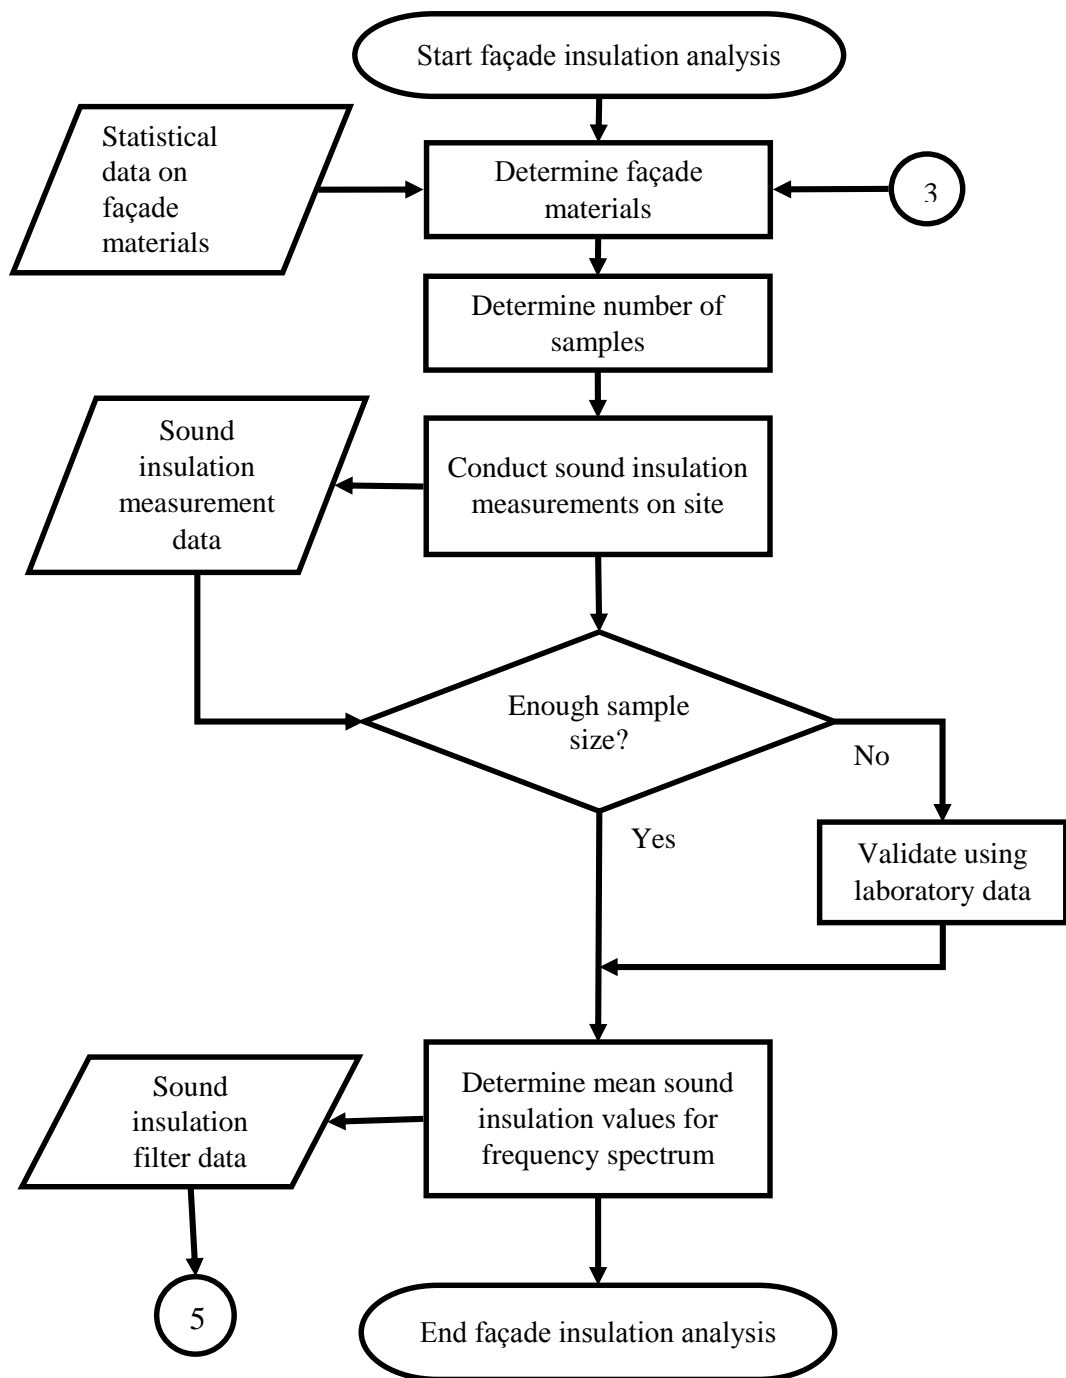 Start façade insulation analysis
Statistical
data on
façade
materials
Determine façade
materials
3
Determine number of
samples
Sound
insulation
measurement
data
Conduct sound insulation
measurements on site
Enough sample
size?
No
Yes
Validate using
laboratory data
Sound
insulation
filter data
Determine mean sound
insulation values for
frequency spectrum
5
End façade insulation analysis